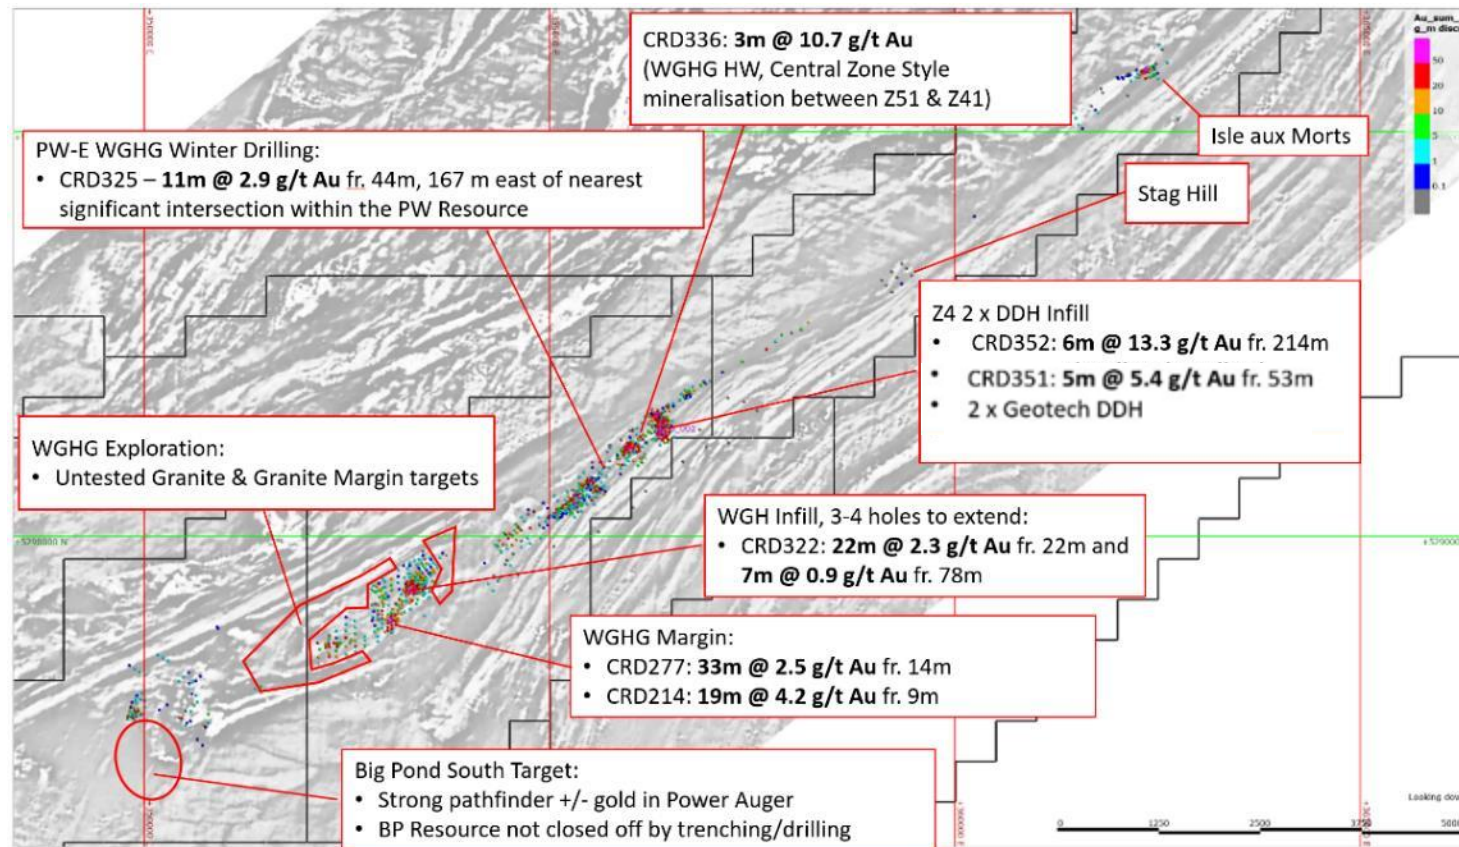 CRD336: 3m @ 10.7 g/t Au
(WGHG HW, Central Zone Style
mineralisation between Z51 & Z41)
Au_sum_
g_m disc
50
20
10
5
1
0.1
Isle aux Morts
PW-E WGHG Winter Drilling:
• CRD325 – 11m @ 2.9 g/t Au fr. 44m, 167 m east of nearest
significant intersection within the PW Resource
Stag Hill
Z4 2 x DDH Infill
• CRD352: 6m @ 13.3 g/t Au fr. 214m
• CRD351: 5m @ 5.4 g/t Au fr. 53m
• 2 x Geotech DDH
WGHG Exploration:
• Untested Granite & Granite Margin targets
WGH Infill, 3-4 holes to extend:
• CRD322: 22m @ 2.3 g/t Au fr. 22m and
7m @ 0.9 g/t Au fr. 78m
WGHG Margin:
• CRD277: 33m @ 2.5 g/t Au fr. 14m
• CRD214: 19m @ 4.2 g/t Au fr. 9m
Big Pond South Target:
• Strong pathfinder +/- gold in Power Auger
• BP Resource not closed off by trenching/drilling
Looking dow
0 1250 2500 3750 5000